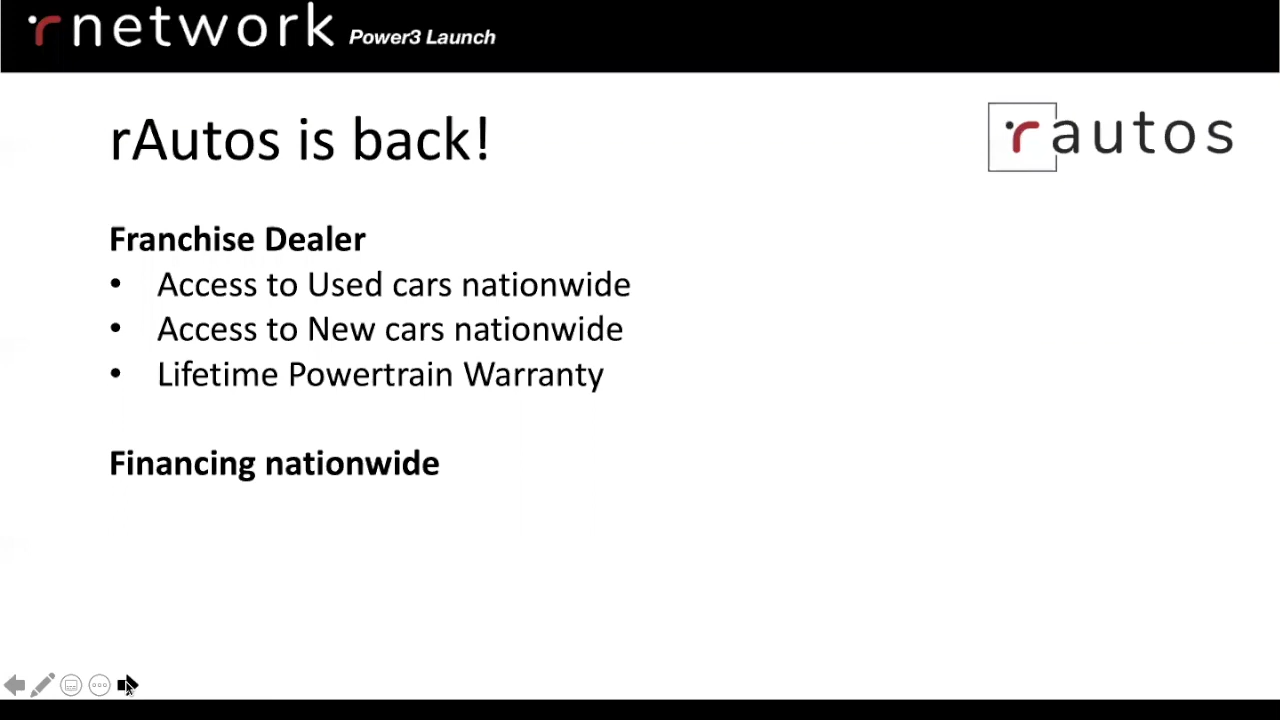 rnetwork Power3 Launch
rAutos is back!
rautos
Franchise Dealer
• Access to Used cars nationwide
• Access to New cars nationwide
• Lifetime Powertrain Warranty
Financing nationwide